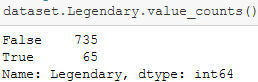 dataset.Legendary.value_counts()
False    735
True      65
Name: Legendary, dtype: int64